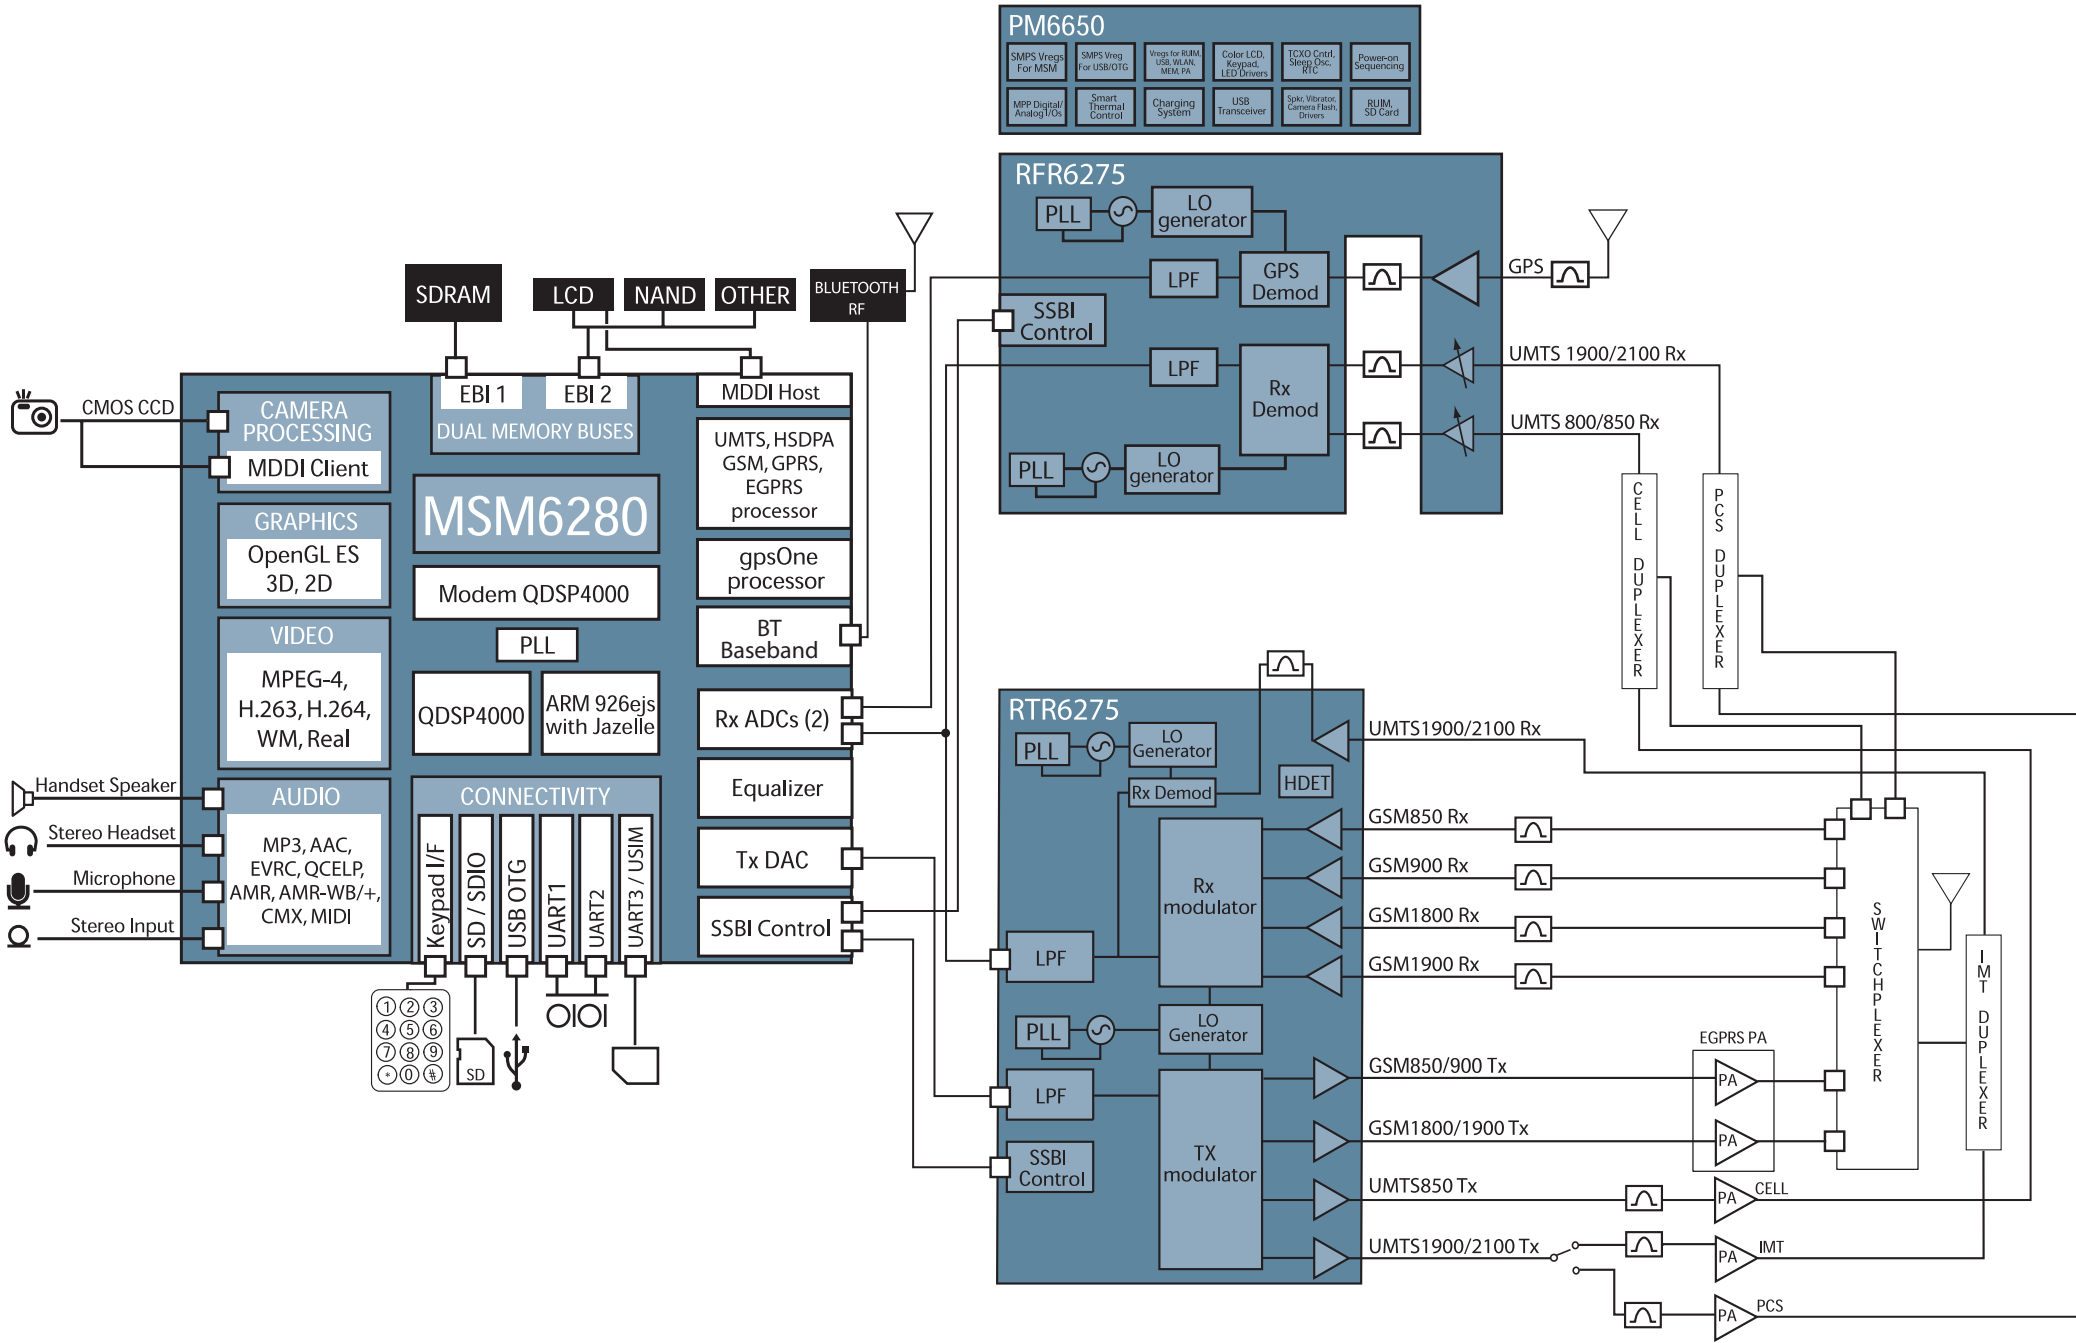 PM6650
SMPS Vregs
For MSM
SMPS Vreg
For USB/OTG
Vregs for RUIM,
USB, WLAN,
MEM, PA
Color LCD,
Keypad,
LED Drivers
TCXO Cntrl,
Sleep Osc,
RTC
Power-on
Sequencing
MPP Digital/
Analog I/Os
Smart
Thermal
Control
Charging
System
USB
Transceiver
Spkr, Vibrator,
Camera Flash,
Drivers
RUIM,
SD Card
RFR6275
PLL
LO
generator
LPF
GPS
Demod
GPS
SSBI
Control
LPF
Rx
Demod
UMTS 1900/2100 Rx
UMTS 800/850 Rx
PLL
LO
generator
CELL DUPLEXER
PCS DUPLEXER
SDRAM
LCD
NAND
OTHER
BLUETOOTH
RF
CMOS CCD
CAMERA
PROCESSING
MDDI Client
EBI 1
EBI 2
DUAL MEMORY BUSES
MDDI Host
UMTS, HSDPA
GSM, GPRS,
EGPRS
processor
MSM6280
GRAPHICS
OpenGL ES
3D, 2D
Modem QDSP4000
gpsOne
processor
VIDEO
MPEG-4,
H.263, H.264,
WM, Real
PLL
BT
Baseband
QDSP4000
ARM 926ejs
with Jazelle
Rx ADCs (2)
Handset Speaker
Stereo Headset
Microphone
Stereo Input
AUDIO
MP3, AAC,
EVRC, QCELP,
AMR, AMR-WB/+,
CMX, MIDI
CONNECTIVITY
Keypad I/F
SD / SDIO
USB OTG
UART1
UART2
UART3 / USIM
Equalizer
Tx DAC
SSBI Control
1 2 3
4 5 6
7 8 9
* 0 #
SD
RTR6275
PLL
LO
Generator
Rx Demod
HDET
UMTS1900/2100 Rx
Rx
modulator
GSM850 Rx
GSM900 Rx
GSM1800 Rx
GSM1900 Rx
LPF
PLL
LO
Generator
LPF
SSBI
Control
TX
modulator
GSM850/900 Tx
GSM1800/1900 Tx
UMTS850 Tx
UMTS1900/2100 Tx
EGPRS PA
PA
PA
PA
CELL
PA
IMT
PA
PCS
SWITCHPLEXER
IMT DUPLEXER